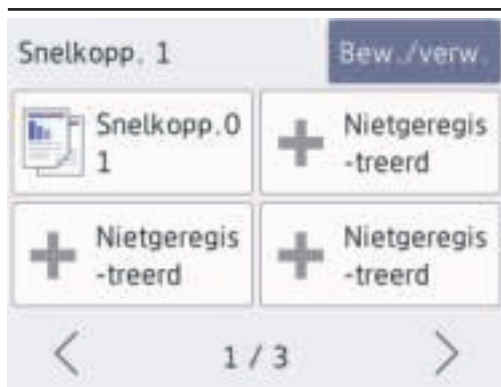 Snelkopp. 1
Bew./verw.
Snelkopp.0
1
Nietgeregis
-treerd
Nietgeregis
-treerd
Nietgeregis
-treerd
1 / 3